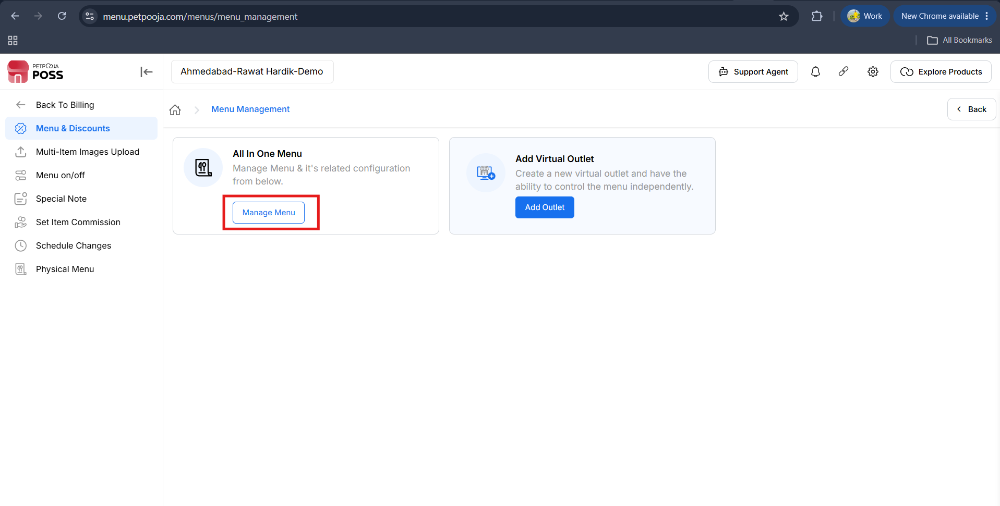 menu.petpooja.com/menus/menu_management
Work
New Chrome available
All Bookmarks
PETPOOJA
POSS
Ahmedabad-Rawat Hardik-Demo
Support Agent
Explore Products
Back To Billing
Menu & Discounts
Multi-Item Images Upload
Menu on/off
Special Note
Set Item Commission
Schedule Changes
Physical Menu
Menu Management
Back
All In One Menu
Manage Menu & it's related configuration
from below.
Manage Menu
Add Virtual Outlet
Create a new virtual outlet and have the
ability to control the menu independently.
Add Outlet